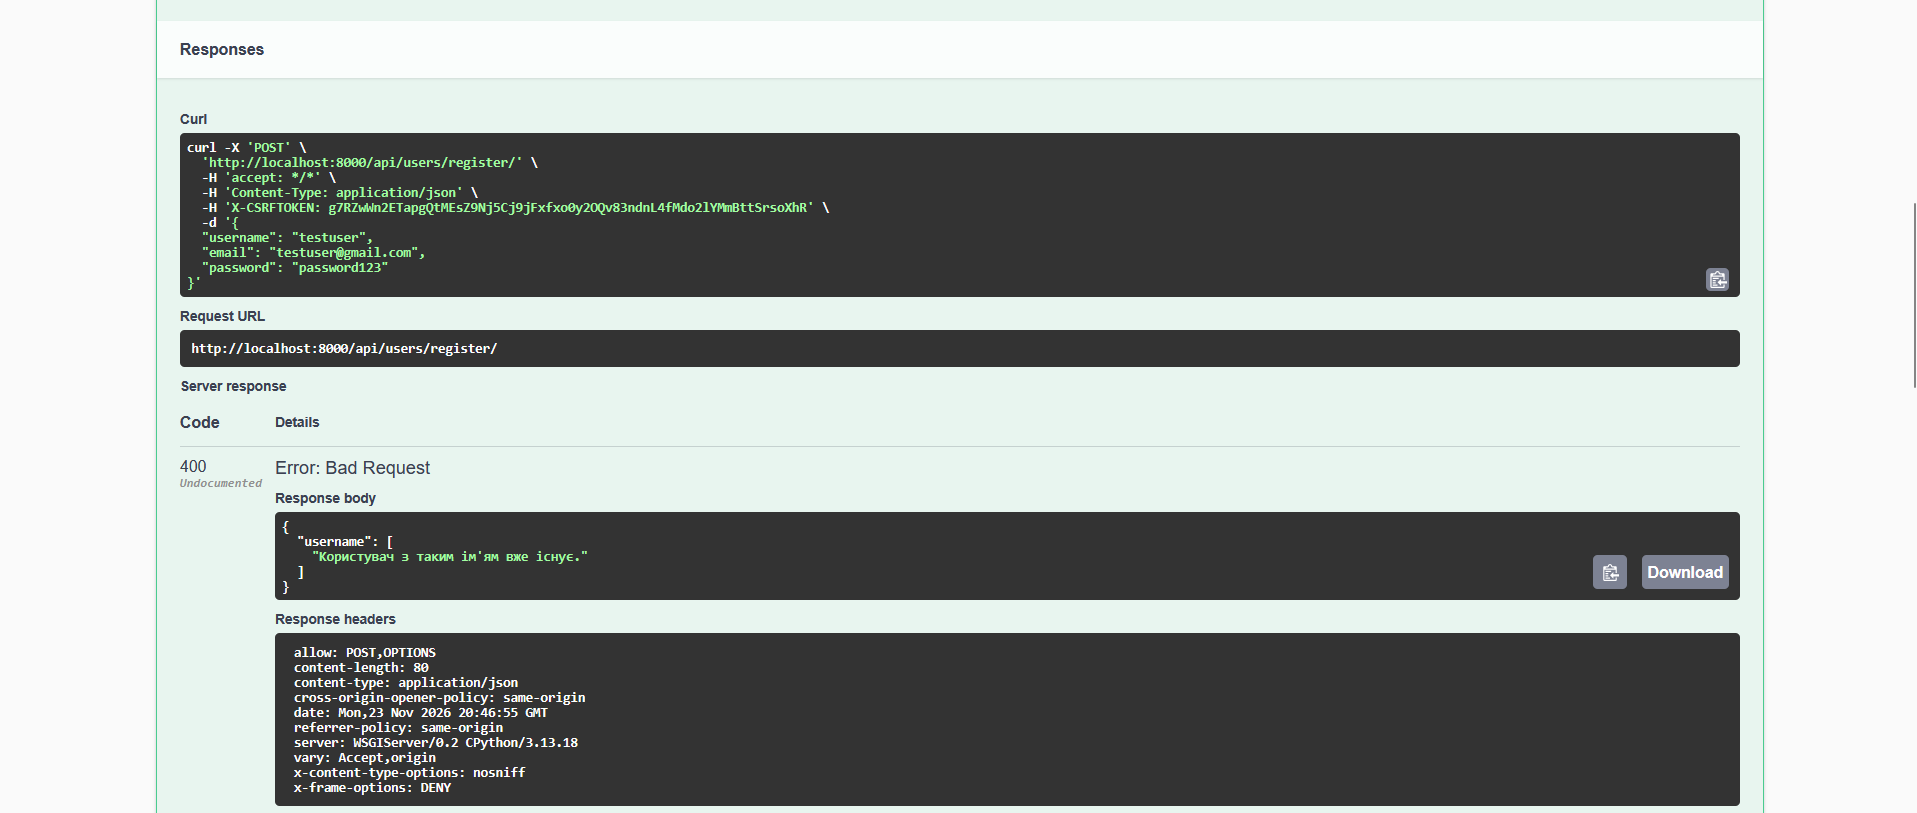 Responses
Curl
curl -X 'POST' \
'http://localhost:8000/api/users/register/' \
-H 'accept: */*' \
-H 'Content-Type: application/json' \
-H 'X-CSRFTOKEN: g7RZwWn2ETapgQtMEsZ9Nj5Cj9jFxfxo0y2OQv83ndnL4fMdo2lYMmBttSrsoXhR' \
-d '{
"username": "testuser",
"email": "testuser@gmail.com",
"password": "password123"
}'
Request URL
http://localhost:8000/api/users/register/
Server response
Code Details
400 Error: Bad Request
Undocumented
Response body
{
"username": [
"Користувач з таким ім'ям вже існує."
]
}
Download
Response headers
allow: POST,OPTIONS
content-length: 80
content-type: application/json
cross-origin-opener-policy: same-origin
date: Mon,23 Nov 2026 20:46:55 GMT
referrer-policy: same-origin
server: WSGIServer/0.2 CPython/3.13.18
vary: Accept,origin
x-content-type-options: nosniff
x-frame-options: DENY